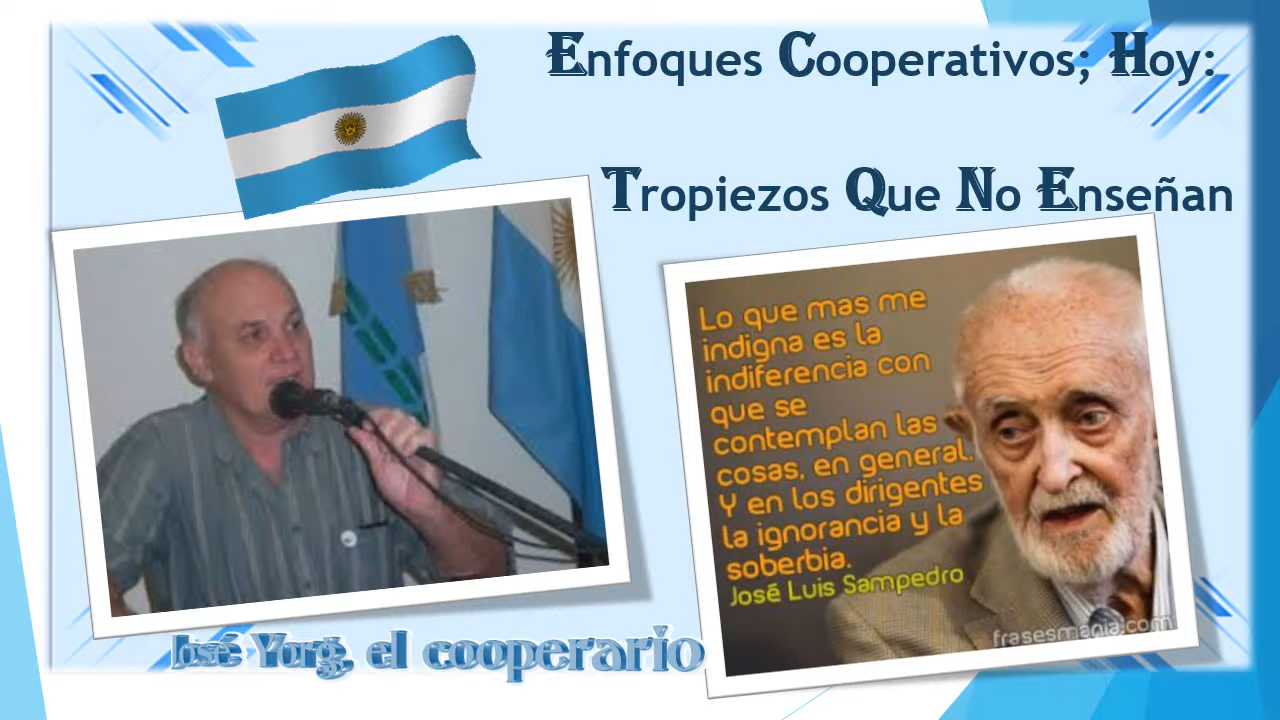 Enfoques Cooperativos; Hoy:
Tropiezos Que No Enseñan
Lo que mas me
indigna es la
indiferencia con
que se
contemplan las
cosas, en general.
Y en los dirigentes
la ignorancia y la
soberbia.
José Luis Sampedro
frasesmania.com
José Yorg, el cooperario